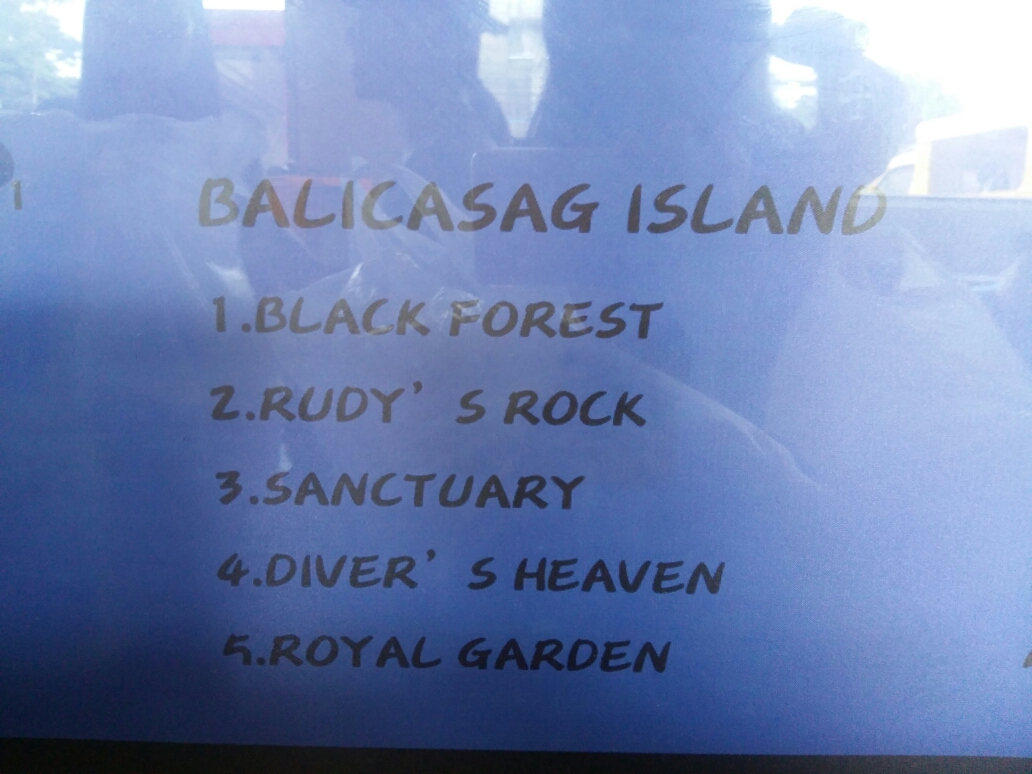 BALICASAG ISLAND
1.BLACK FOREST
2.RUDY'S ROCK
3.SANCTUARY
4.DIVER'S HEAVEN
5.ROYAL GARDEN